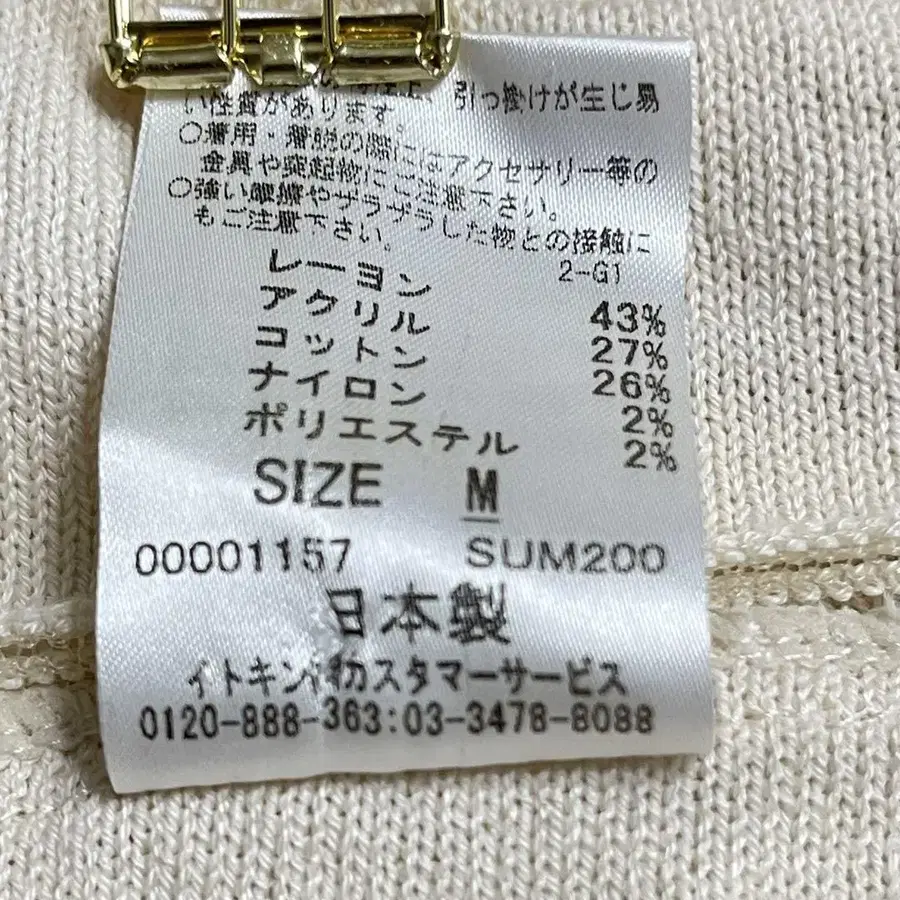 引っ掛けが生じ易
い性質があります。
○着用・着脱の際にはアクセサリー等の
金具や突起物にご注意下さい。
○強い摩擦やザラザラした物との接触に
もご注意下さい。
2-G1
レーヨン 43%
アクリル 27%
コットン 26%
ナイロン 2%
ポリエステル 2%
SIZE M
00001157 SUM200
日本製
イトキン㈱カスタマーサービス
0120-888-363:03-3478-8088